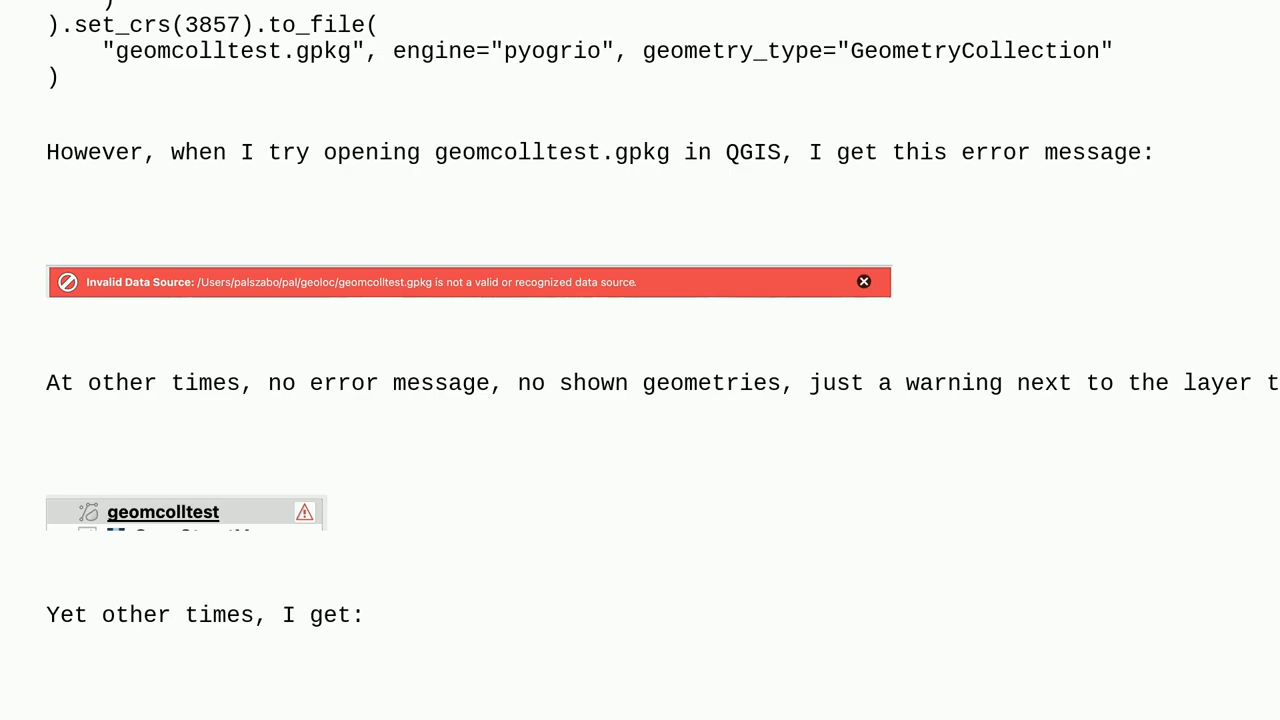 )
).set_crs(3857).to_file(
"geomcolltest.gpkg", engine="pyogrio", geometry_type="GeometryCollection"
)
However, when I try opening geomcolltest.gpkg in QGIS, I get this error message:
Invalid Data Source: /Users/palszabo/pal/geoloc/geomcolltest.gpkg is not a valid or recognized data source.
At other times, no error message, no shown geometries, just a warning next to the layer t
geomcolltest
Yet other times, I get: